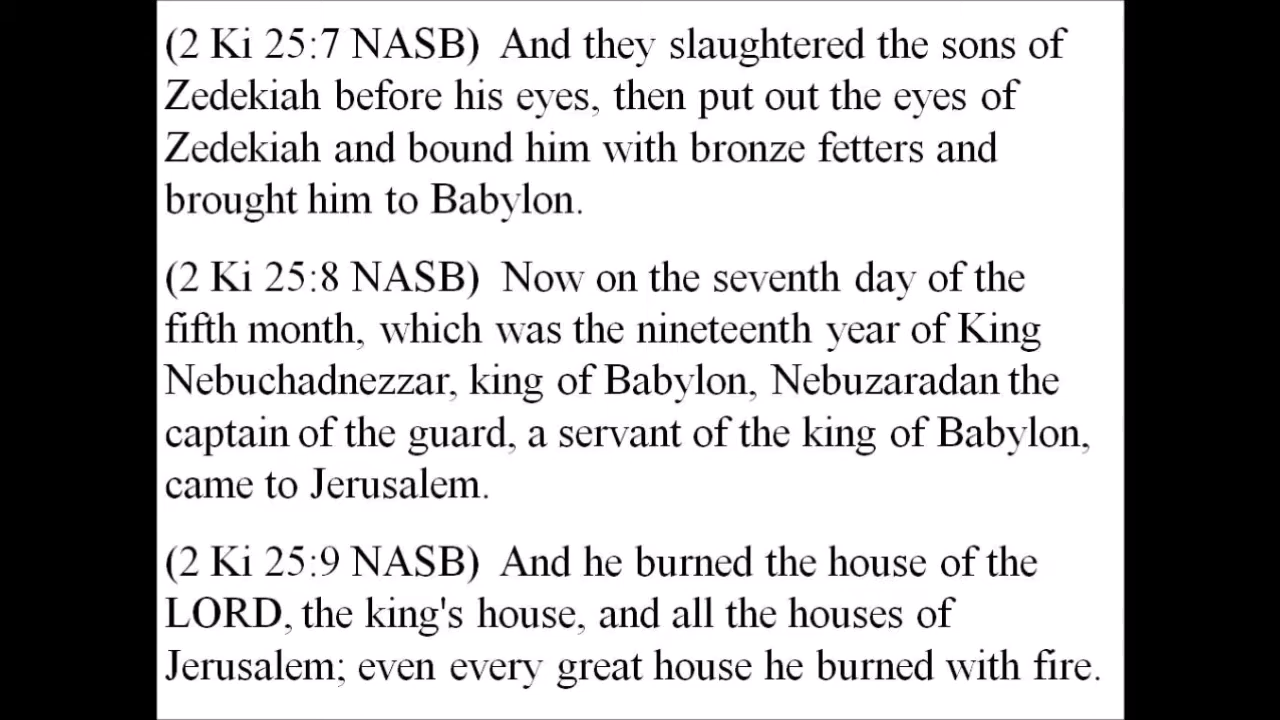 (2 Ki 25:7 NASB)  And they slaughtered the sons of
Zedekiah before his eyes, then put out the eyes of
Zedekiah and bound him with bronze fetters and
brought him to Babylon.
(2 Ki 25:8 NASB)  Now on the seventh day of the
fifth month, which was the nineteenth year of King
Nebuchadnezzar, king of Babylon, Nebuzaradan the
captain of the guard, a servant of the king of Babylon,
came to Jerusalem.
(2 Ki 25:9 NASB)  And he burned the house of the
LORD, the king's house, and all the houses of
Jerusalem; even every great house he burned with fire.